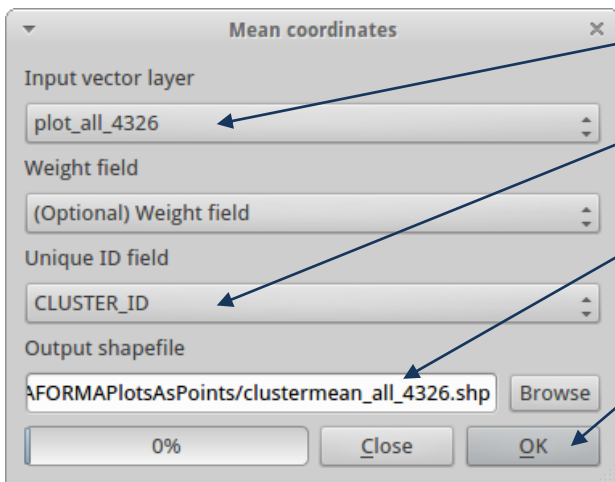 Mean coordinates
Input vector layer
plot_all_4326
Weight field
(Optional) Weight field
Unique ID field
CLUSTER_ID
Output shapefile
AFORMAPlotsAsPoints/clustermean_all_4326.shp Browse
0% Close OK